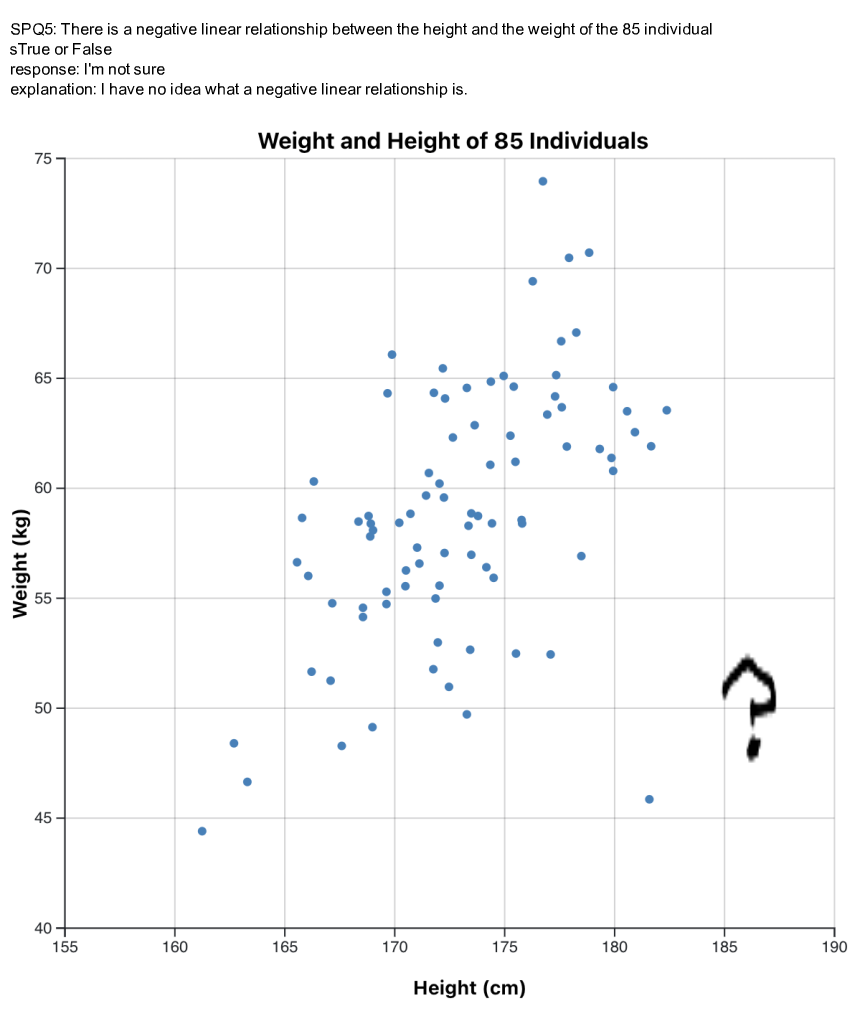 SPQ5: There is a negative linear relationship between the height and the weight of the 85 individual
sTrue or False
response: I'm not sure
explanation: I have no idea what a negative linear relationship is.
Weight and Height of 85 Individuals
75
70
65
60
55
50
45
40
Weight (kg)
?
155 160 165 170 175 180 185 190
Height (cm)